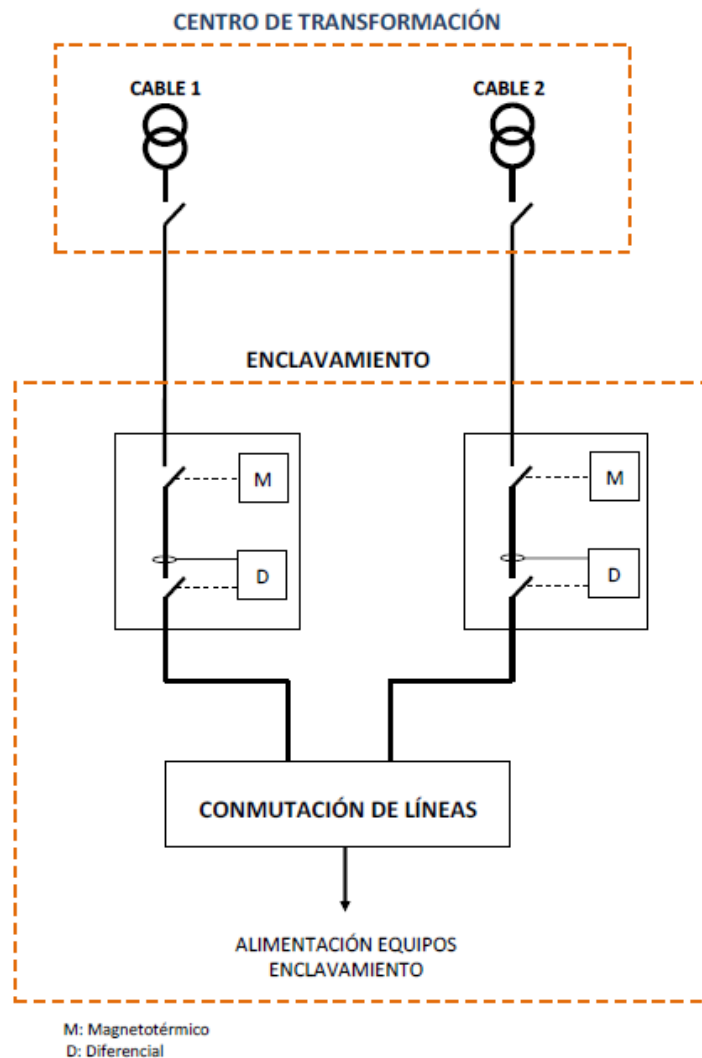 CENTRO DE TRANSFORMACIÓN
CABLE 1
CABLE 2
ENCLAVAMIENTO
M
M
D
D
CONMUTACIÓN DE LÍNEAS
ALIMENTACIÓN EQUIPOS
ENCLAVAMIENTO
M: Magnetotérmico
D: Diferencial